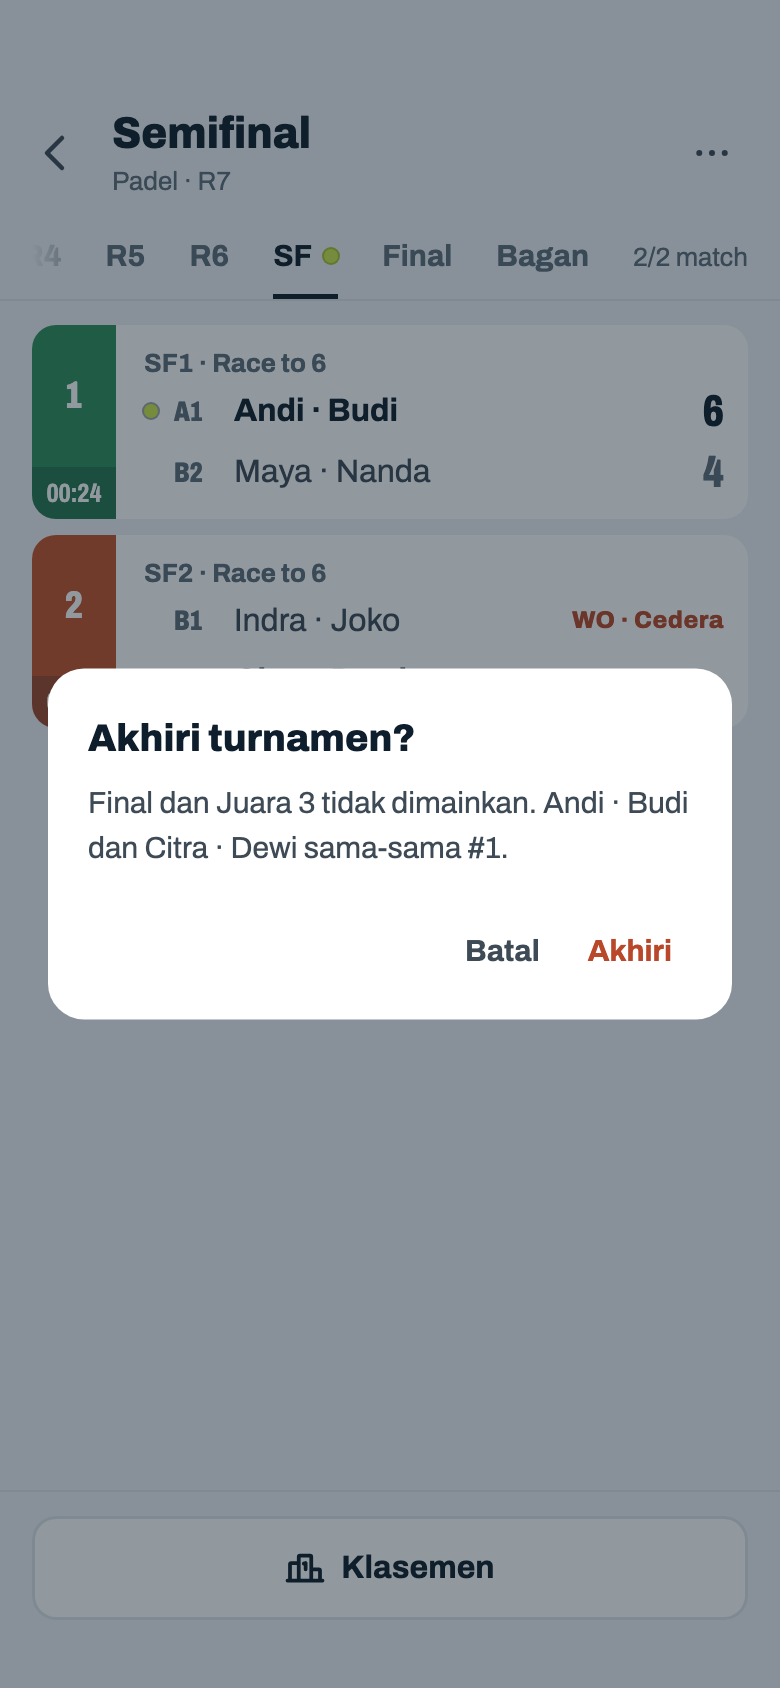 Semifinal
Padel · R7
R5 R6 SF Final Bagan 2/2 match
1
SF1 · Race to 6
A1 Andi · Budi 6
B2 Maya · Nanda 4
00:24
2
SF2 · Race to 6
B1 Indra · Joko WO · Cedera
Akhiri turnamen?
Final dan Juara 3 tidak dimainkan. Andi · Budi
dan Citra · Dewi sama-sama #1.
Batal Akhiri
Klasemen